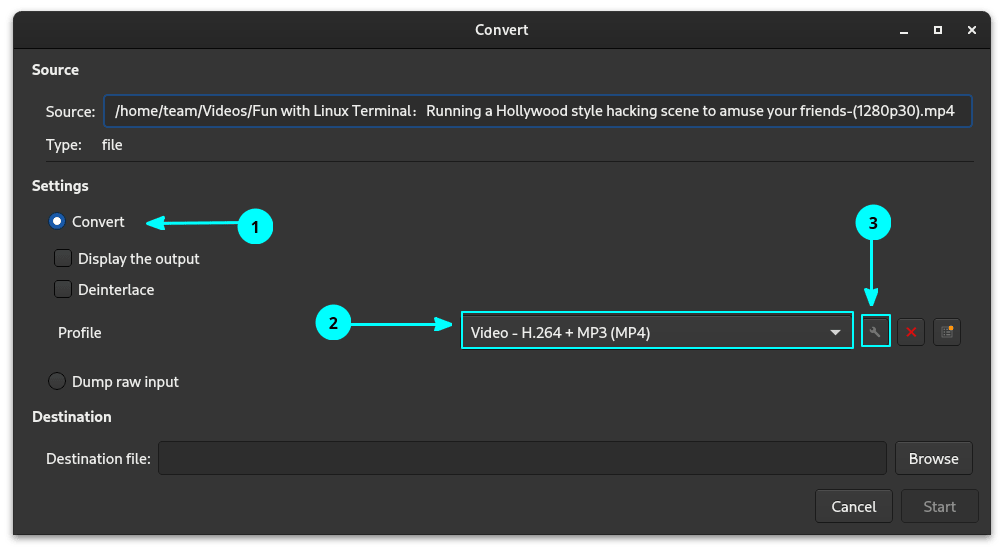 Convert
Source
Source: /home/team/Videos/Fun with Linux Terminal： Running a Hollywood style hacking scene to amuse your friends-(1280p30).mp4
Type: file
Settings
Convert
1
3
Display the output
Deinterlace
Profile
2
Video - H.264 + MP3 (MP4)
Dump raw input
Destination
Destination file:
Browse
Cancel
Start